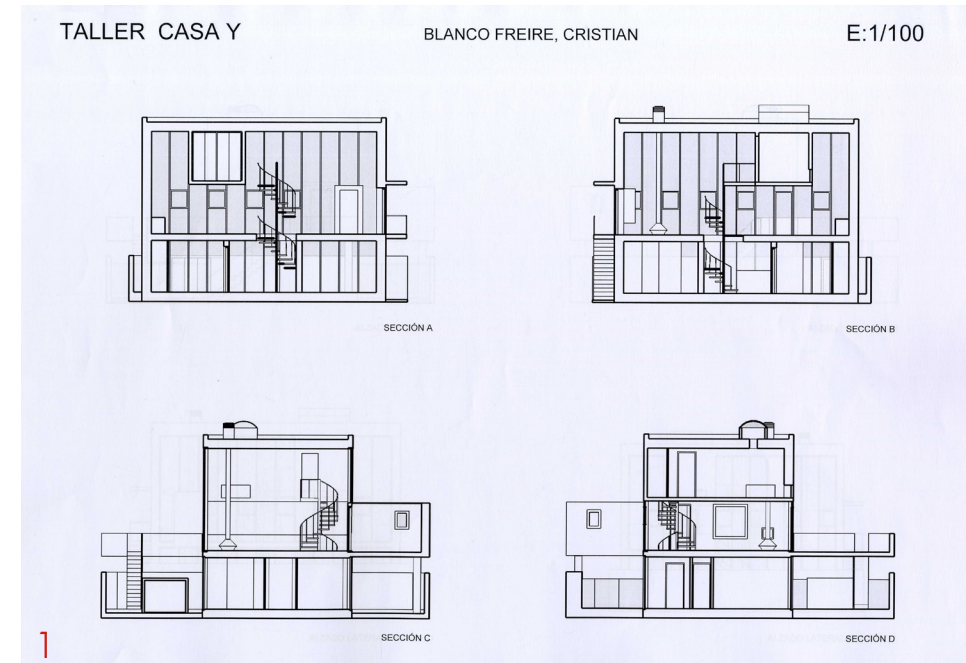 TALLER CASA Y
BLANCO FREIRE, CRISTIAN
E:1/100
SECCIÓN A
SECCIÓN B
SECCIÓN C
SECCIÓN D
1